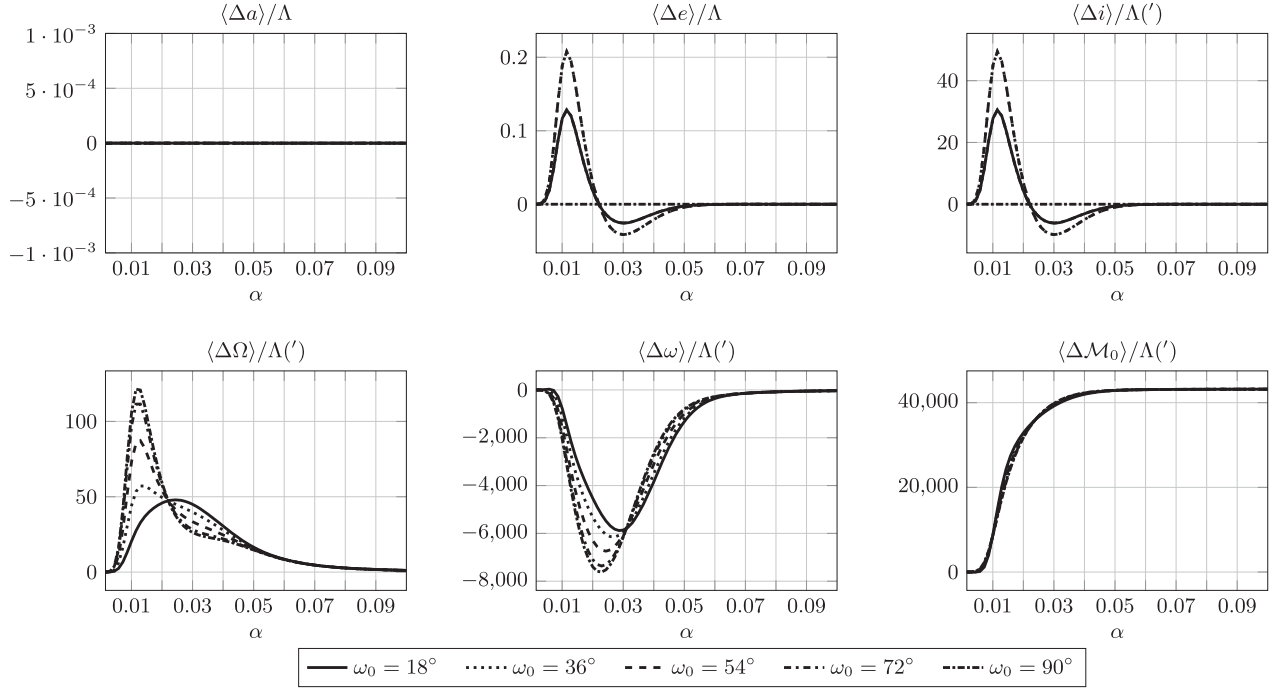 ⟨Δa⟩/Λ
1 · 10⁻³
5 · 10⁻⁴
0
−5 · 10⁻⁴
−1 · 10⁻³
0.01 0.03 0.05 0.07 0.09
α
⟨Δe⟩/Λ
0.2
0.1
0
0.01 0.03 0.05 0.07 0.09
α
⟨Δi⟩/Λ(′)
40
20
0
0.01 0.03 0.05 0.07 0.09
α
⟨ΔΩ⟩/Λ(′)
100
50
0
0.01 0.03 0.05 0.07 0.09
α
⟨Δω⟩/Λ(′)
0
−2,000
−4,000
−6,000
−8,000
0.01 0.03 0.05 0.07 0.09
α
⟨Δℳ₀⟩/Λ(′)
40,000
20,000
0
0.01 0.03 0.05 0.07 0.09
α
ω₀ = 18° ω₀ = 36° ω₀ = 54° ω₀ = 72° ω₀ = 90°